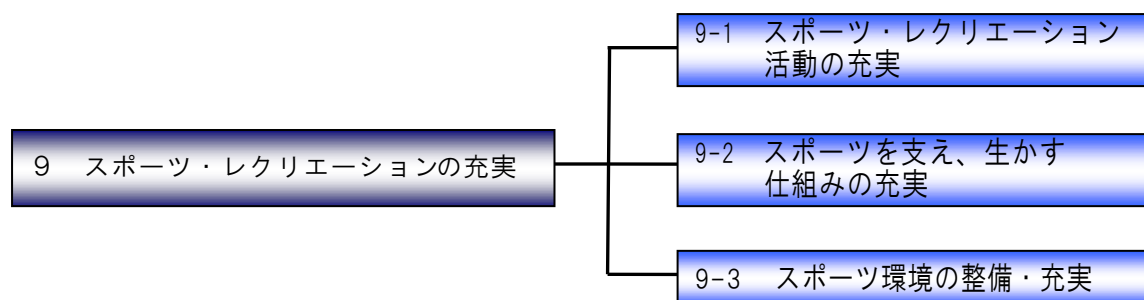 9-1 スポーツ・レクリエーション
活動の充実
9 スポーツ・レクリエーションの充実
9-2 スポーツを支え、生かす
仕組みの充実
9-3 スポーツ環境の整備・充実